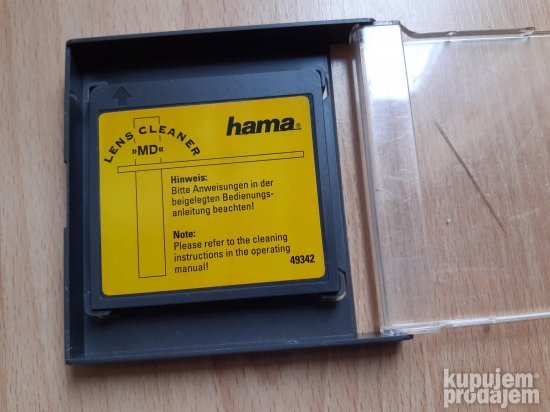 LENS CLEANER
»MD«
hama®
Hinweis:
Bitte Anweisungen in der
beigelegten Bedienungs-
anleitung beachten!
Note:
Please refer to the cleaning
instructions in the operating
manual!
49342
kupujem
prodajem